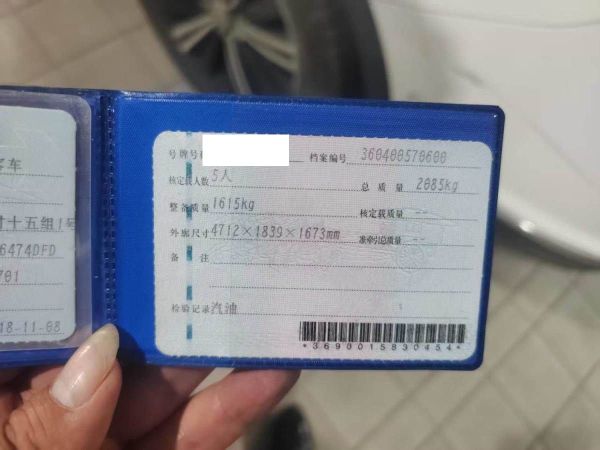 客车
村十五组1号
6474DFD
701
18-11-08
号牌号码
档案编号 360400570600
核定载人数 5人
总质量 2085kg
整备质量 1615kg
核定载质量 --
外廓尺寸 4712×1839×1673mm
准牵引总质量 --
备注
检验记录 汽油
*3690015830454*